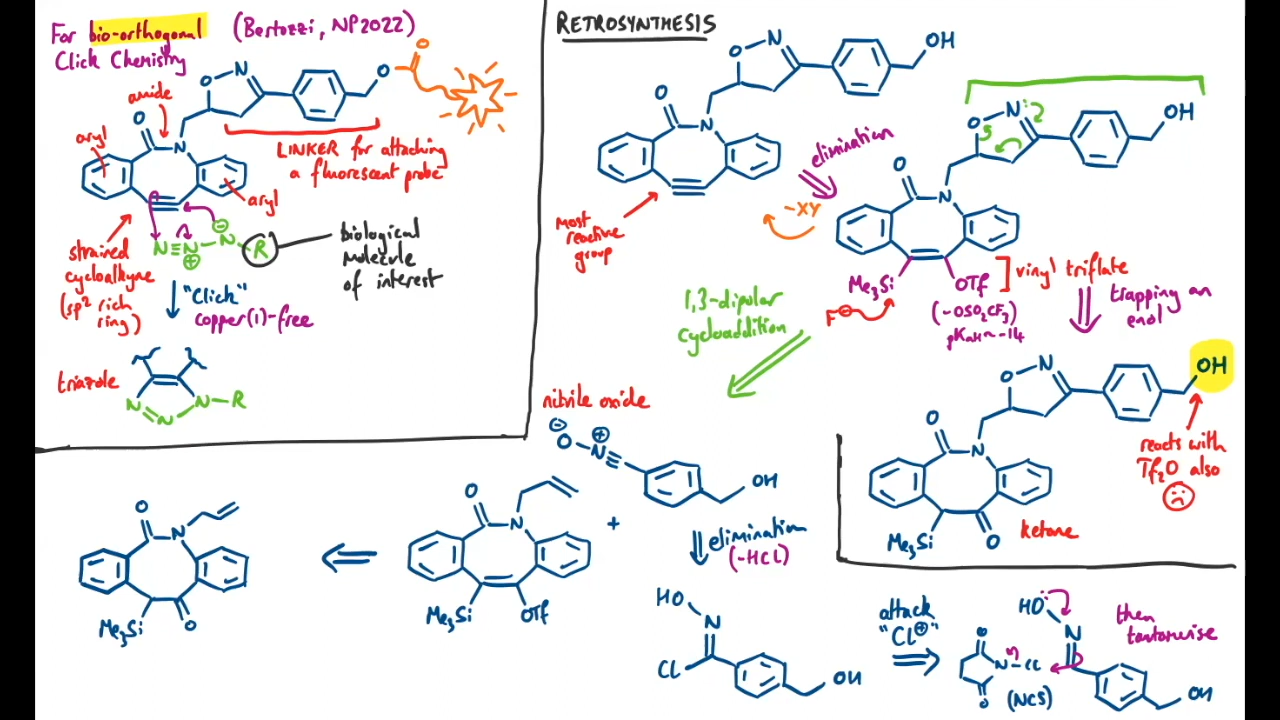 For bio-orthogonal (Bertozzi, NP2022)
Click Chemistry
amide
aryl
O
N
O
N
O
O
LINKER for attaching
a fluorescent probe
aryl
strained
cycloalkyne
(sp² rich
ring)
N≡N-N-R
⊕
⊖
biological
molecule
of interest
"Click"
copper(1)-free
triazole
N=N-N-R
RETROSYNTHESIS
O
N
OH
O
N
most
reactive
group
elimination
-XY
O
N:
OH
O
N
Me₃Si
OTf
] vinyl triflate
(-OSO₂CF₃)
pKaH ~ -14
F⊖
1,3-dipolar
cycloaddition
trapping an
enol
O
N
OH
O
N
Me₃Si
O
ketone
reacts with
Tf₂O also
nitrile oxide
⊖
O
⊕
N
OH
+
elimination
(-HCl)
O
N
Me₃Si
O
O
N
Me₃Si
OTf
HO
N
Cl
OH
attack
"Cl⊕"
O
N-Cl
O
(NCS)
HO
N
OH
then
tautomerise